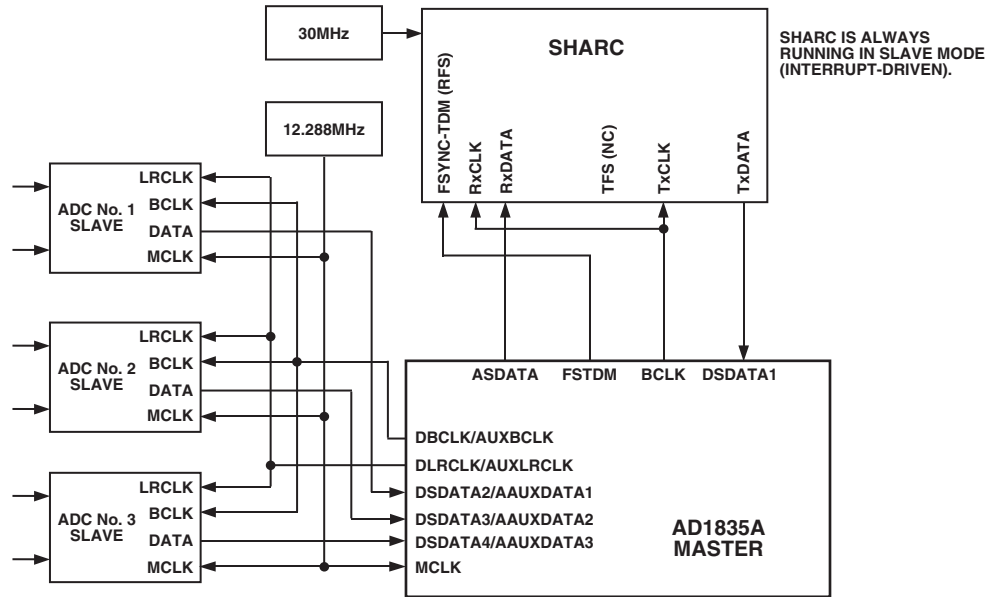 30MHz
SHARC
SHARC IS ALWAYS
RUNNING IN SLAVE MODE
(INTERRUPT-DRIVEN).
12.288MHz
FSYNC-TDM (RFS)
RxCLK
RxDATA
TFS (NC)
TxCLK
TxDATA
ADC No. 1
SLAVE
LRCLK
BCLK
DATA
MCLK
ADC No. 2
SLAVE
LRCLK
BCLK
DATA
MCLK
ADC No. 3
SLAVE
LRCLK
BCLK
DATA
MCLK
ASDATA FSTDM BCLK DSDATA1
DBCLK/AUXBCLK
DLRCLK/AUXLRCLK
DSDATA2/AAUXDATA1
DSDATA3/AAUXDATA2
DSDATA4/AAUXDATA3
MCLK
AD1835A
MASTER